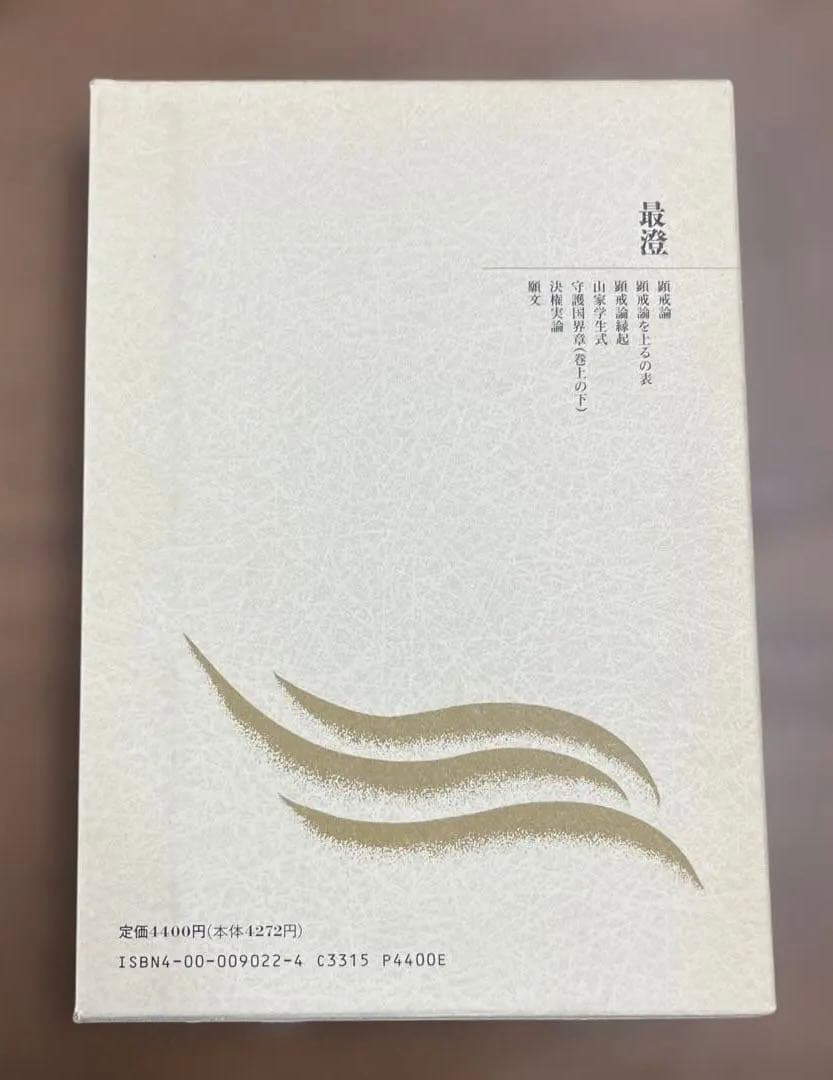 最澄
顕戒論
顕戒論を上るの表
顕戒論縁起
山家学生式
守護国界章(巻上の下)
決権実論
願文
定価4400円(本体4272円)
ISBN4-00-009022-4 C3315 P4400E